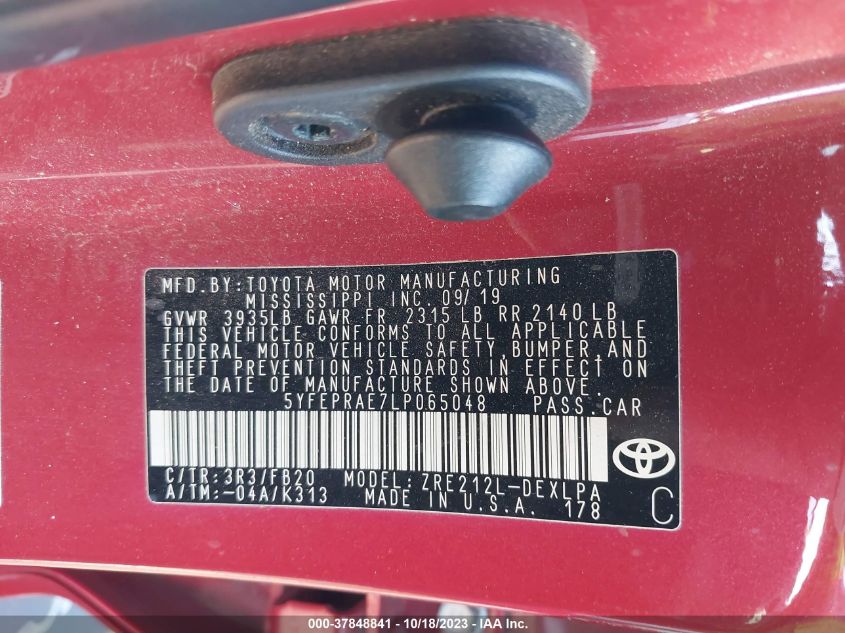 MFD. BY: TOYOTA MOTOR MANUFACTURING
MISSISSIPPI INC. 09/19
GVWR 3935LB GAWR FR 2315 LB RR 2140 LB
THIS VEHICLE CONFORMS TO ALL APPLICABLE
FEDERAL MOTOR VEHICLE SAFETY, BUMPER, AND
THEFT PREVENTION STANDARDS IN EFFECT ON
THE DATE OF MANUFACTURE SHOWN ABOVE.
5YFEPRAE7LP065048 PASS. CAR
C/TR: 3R3/FB20 MODEL: ZRE212L-DEXLPA
A/TM: -04A/K313 MADE IN U.S.A. 178
C
000-37848841 - 10/18/2023 - IAA Inc.